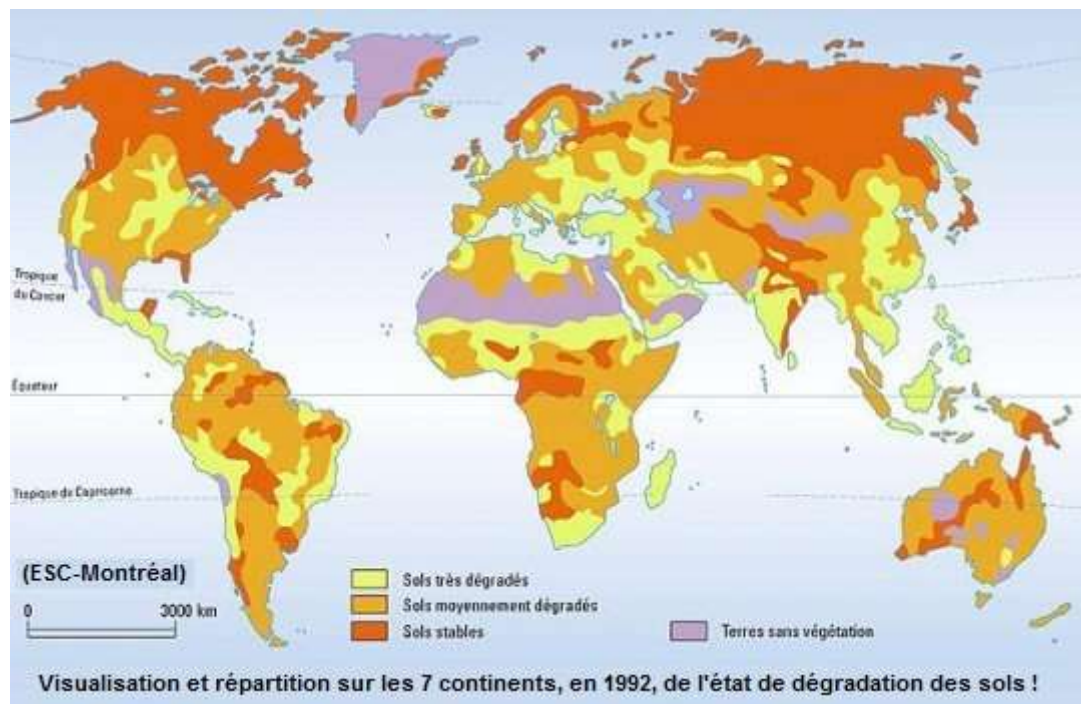 Tropique
du Cancer
Équateur
Tropique du Capricorne
(ESC-Montréal)
0 3000 km
Sols très dégradés
Sols moyennement dégradés
Sols stables
Terres sans végétation
Visualisation et répartition sur les 7 continents, en 1992, de l'état de dégradation des sols !